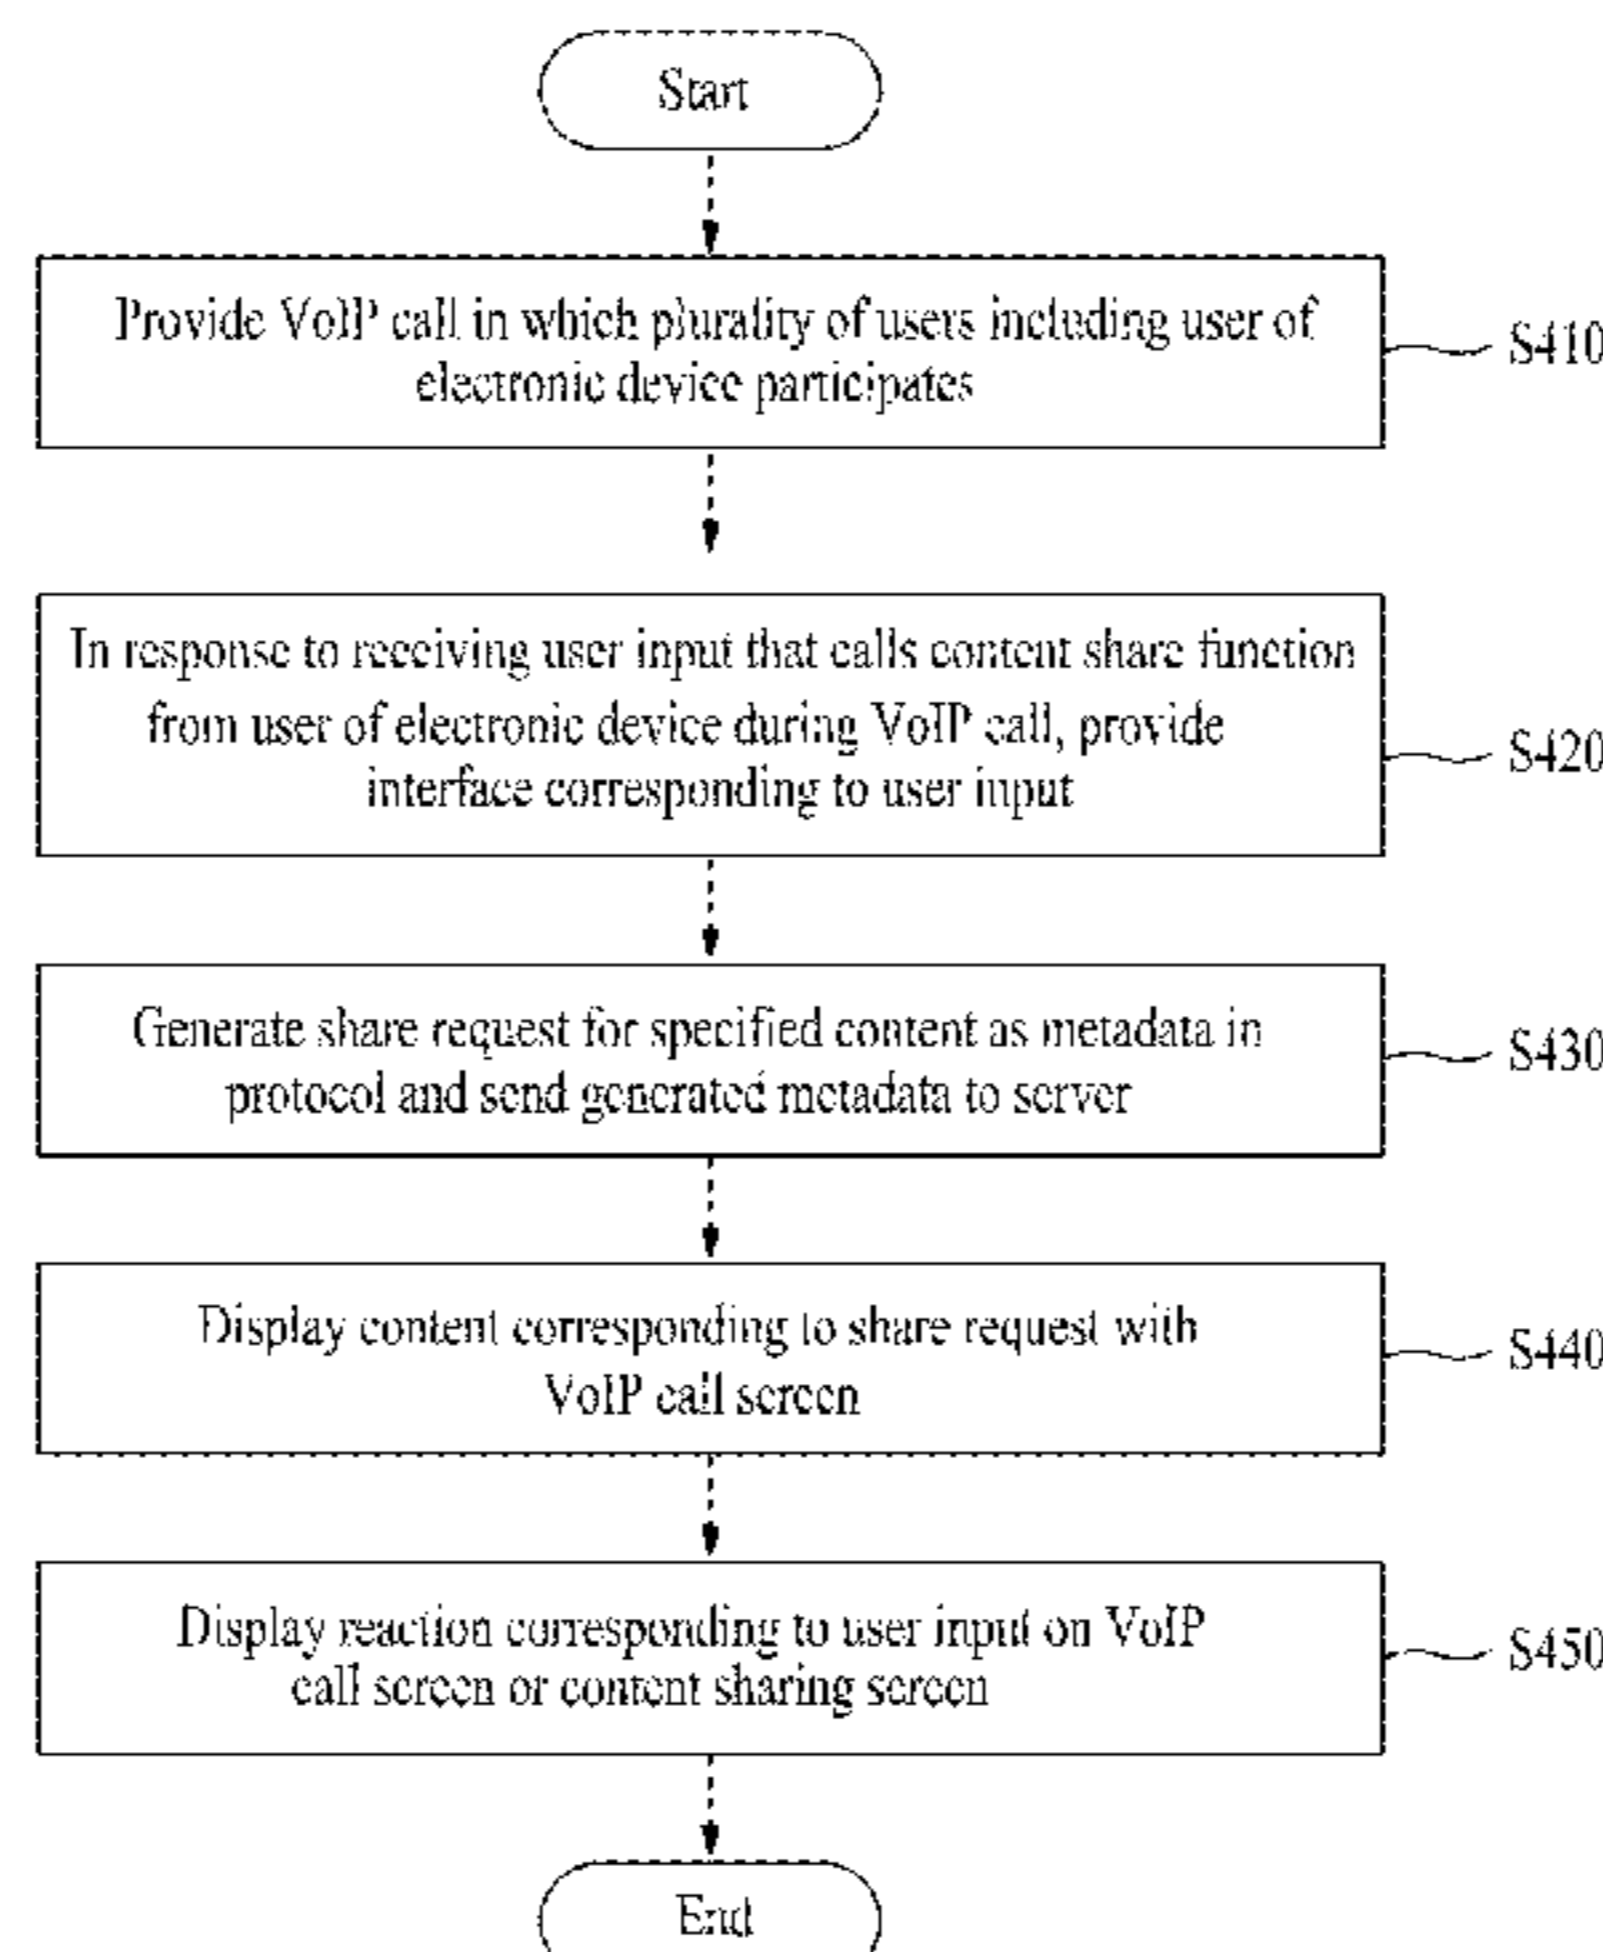 Start
Provide VoIP call in which plurality of users including user of
electronic device participates
S410
In response to receiving user input that calls content share function
from user of electronic device during VoIP call, provide
interface corresponding to user input
S420
Generate share request for specified content as metadata in
protocol and send generated metadata to server
S430
Display content corresponding to share request with
VoIP call screen
S440
Display reaction corresponding to user input on VoIP
call screen or content sharing screen
S450
End